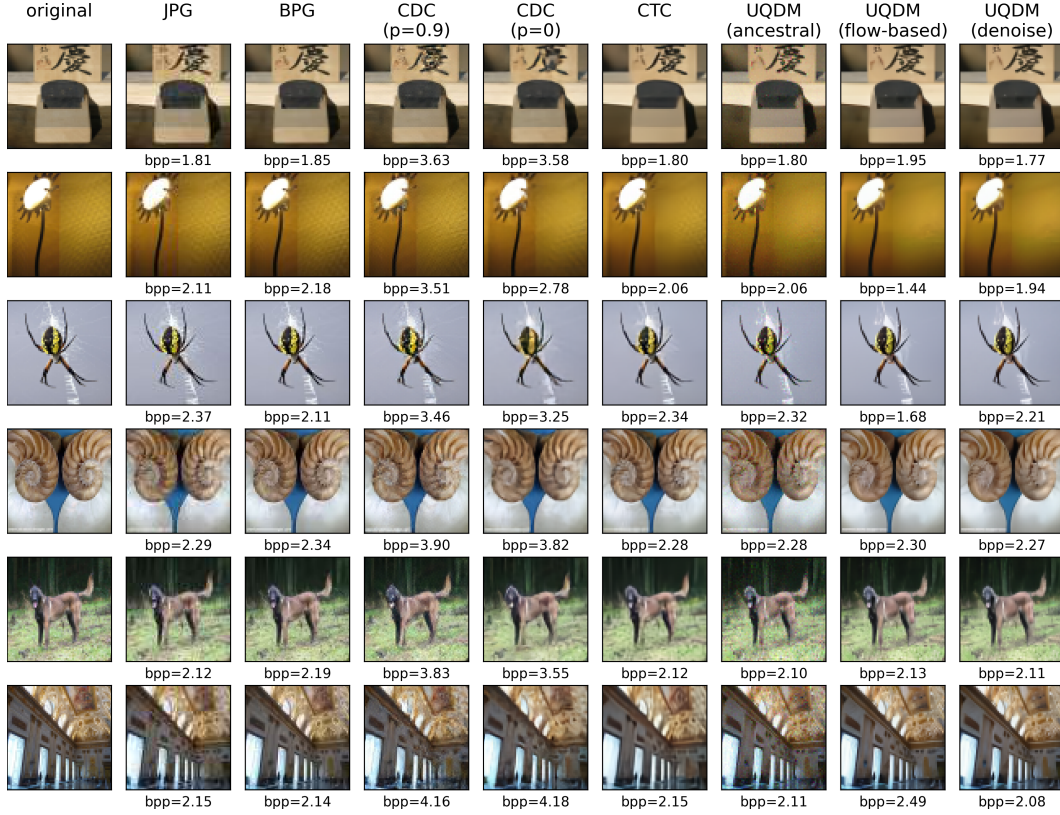 original JPG BPG CDC (p=0.9) CDC (p=0) CTC UQDM (ancestral) UQDM (flow-based) UQDM (denoise)
慶 慶 慶 慶 慶 慶 慶 慶 慶
bpp=1.81 bpp=1.85 bpp=3.63 bpp=3.58 bpp=1.80 bpp=1.80 bpp=1.95 bpp=1.77
bpp=2.11 bpp=2.18 bpp=3.51 bpp=2.78 bpp=2.06 bpp=2.06 bpp=1.44 bpp=1.94
bpp=2.37 bpp=2.11 bpp=3.46 bpp=3.25 bpp=2.34 bpp=2.32 bpp=1.68 bpp=2.21
bpp=2.29 bpp=2.34 bpp=3.90 bpp=3.82 bpp=2.28 bpp=2.28 bpp=2.30 bpp=2.27
bpp=2.12 bpp=2.19 bpp=3.83 bpp=3.55 bpp=2.12 bpp=2.10 bpp=2.13 bpp=2.11
bpp=2.15 bpp=2.14 bpp=4.16 bpp=4.18 bpp=2.15 bpp=2.11 bpp=2.49 bpp=2.08